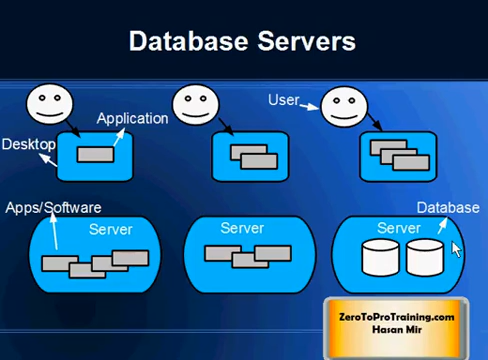 Database Servers
User
Application
Desktop
Apps/Software
Database
Server
Server
Server
ZeroToProTraining.com
Hasan Mir